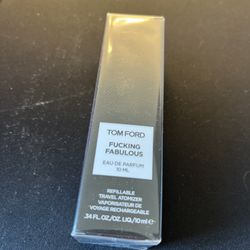 TOM FORD
FUCKING
FABULOUS
EAU DE PARFUM
10 ML
REFILLABLE
TRAVEL ATOMIZER
VAPORISATEUR DE
VOYAGE RECHARGEABLE
.34 FL.OZ./OZ. LIQ./10 ml ℮